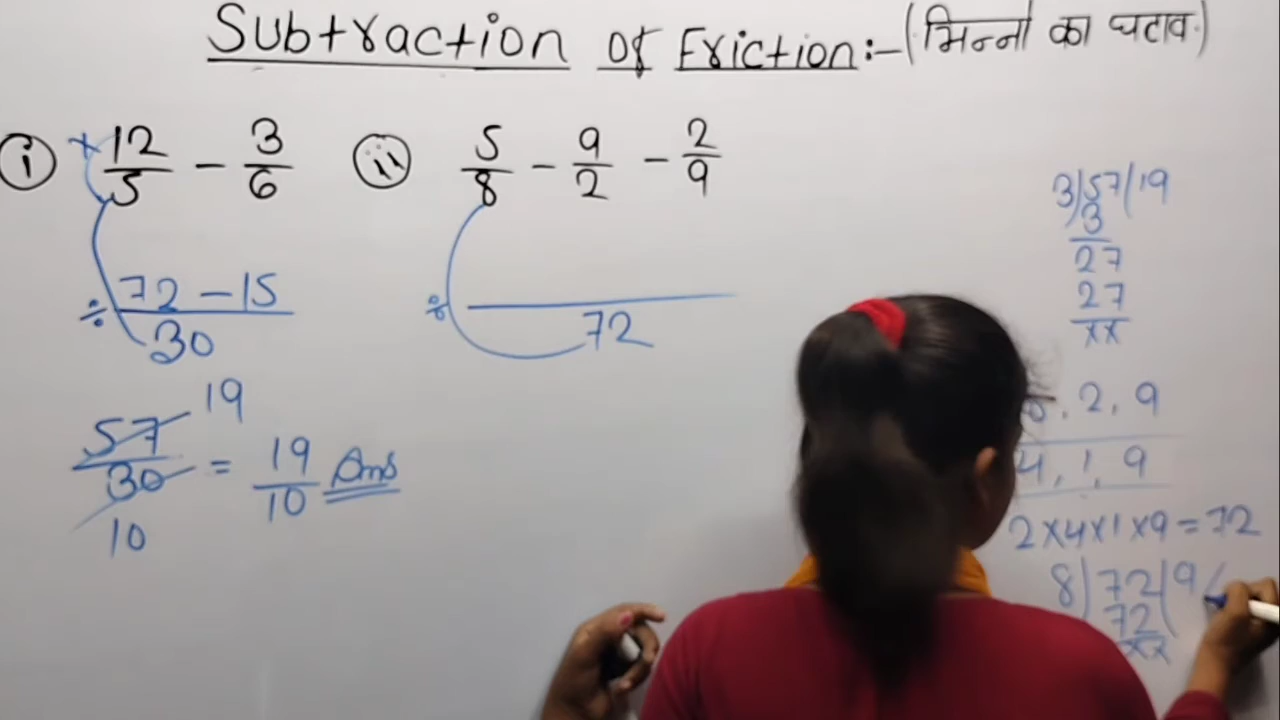 Subtraction Of Friction:- (भिन्नों का घटाव)
i × 12/5 - 3/6
ii 5/8 - 9/2 - 2/9
÷ 72 - 15
30
÷ 72
57/30 19 10 = 19/10 Ans
3)57(19
3
27
27
××
, 2, 9
4, 1, 9
2×4×1×9=72
8)72(9
72
××